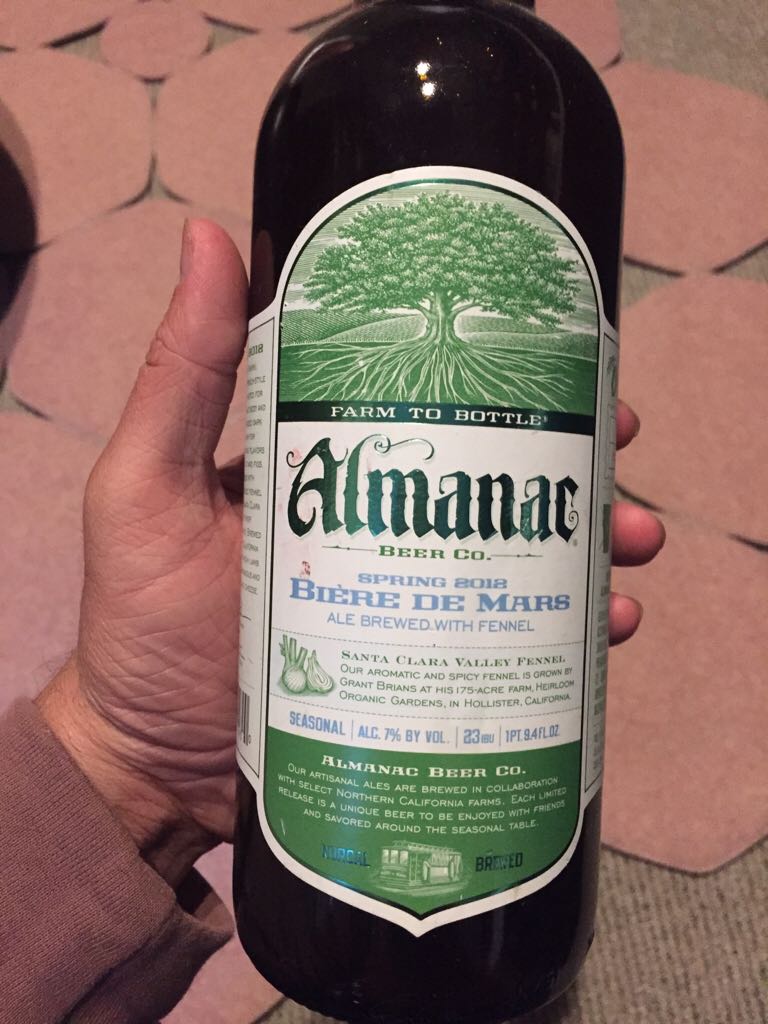 FARM TO BOTTLE
Almanac
BEER CO.
SPRING 2012
BIÈRE DE MARS
ALE BREWED WITH FENNEL
SANTA CLARA VALLEY FENNEL
OUR AROMATIC AND SPICY FENNEL IS GROWN BY
GRANT BRIANS AT HIS 175-ACRE FARM, HEIRLOOM
ORGANIC GARDENS, IN HOLLISTER, CALIFORNIA.
SEASONAL | ALC. 7% BY VOL. | 23 IBU | 1 PT. 9.4 FL.OZ.
ALMANAC BEER CO.
OUR ARTISANAL ALES ARE BREWED IN COLLABORATION
WITH SELECT NORTHERN CALIFORNIA FARMS. EACH LIMITED
RELEASE IS A UNIQUE BEER TO BE ENJOYED WITH FRIENDS
AND SAVORED AROUND THE SEASONAL TABLE.
NORCAL BREWED